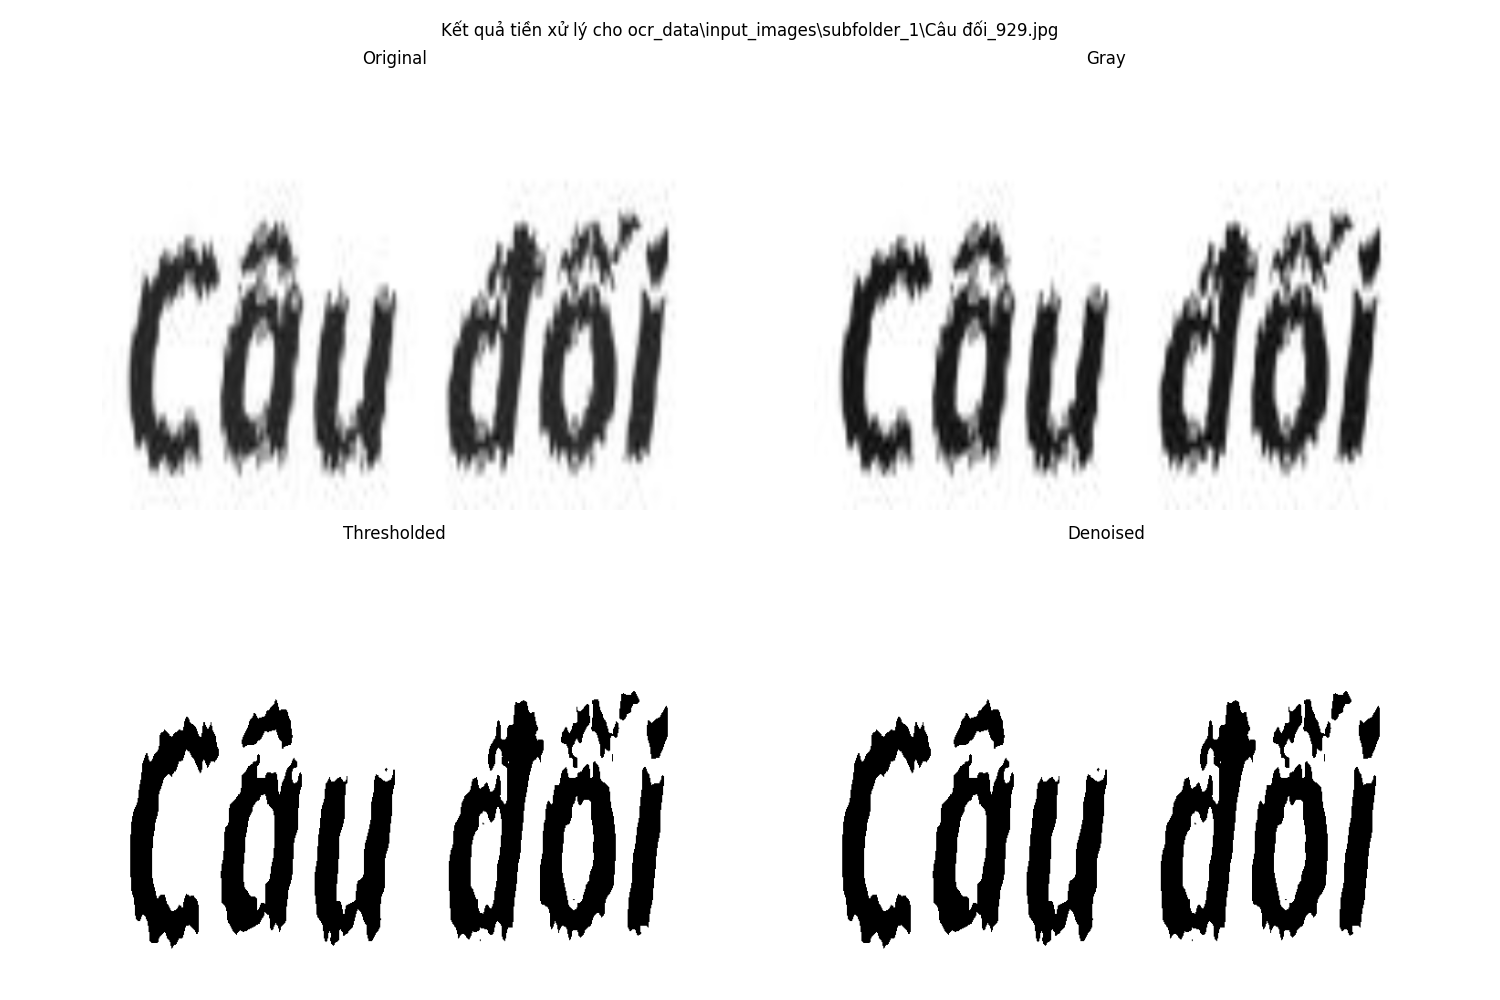 Kết quả tiền xử lý cho ocr_data\input_images\subfolder_1\Câu đối_929.jpg
Original
Gray
Câu đối
Câu đối
Thresholded
Denoised
Câu đối
Câu đối